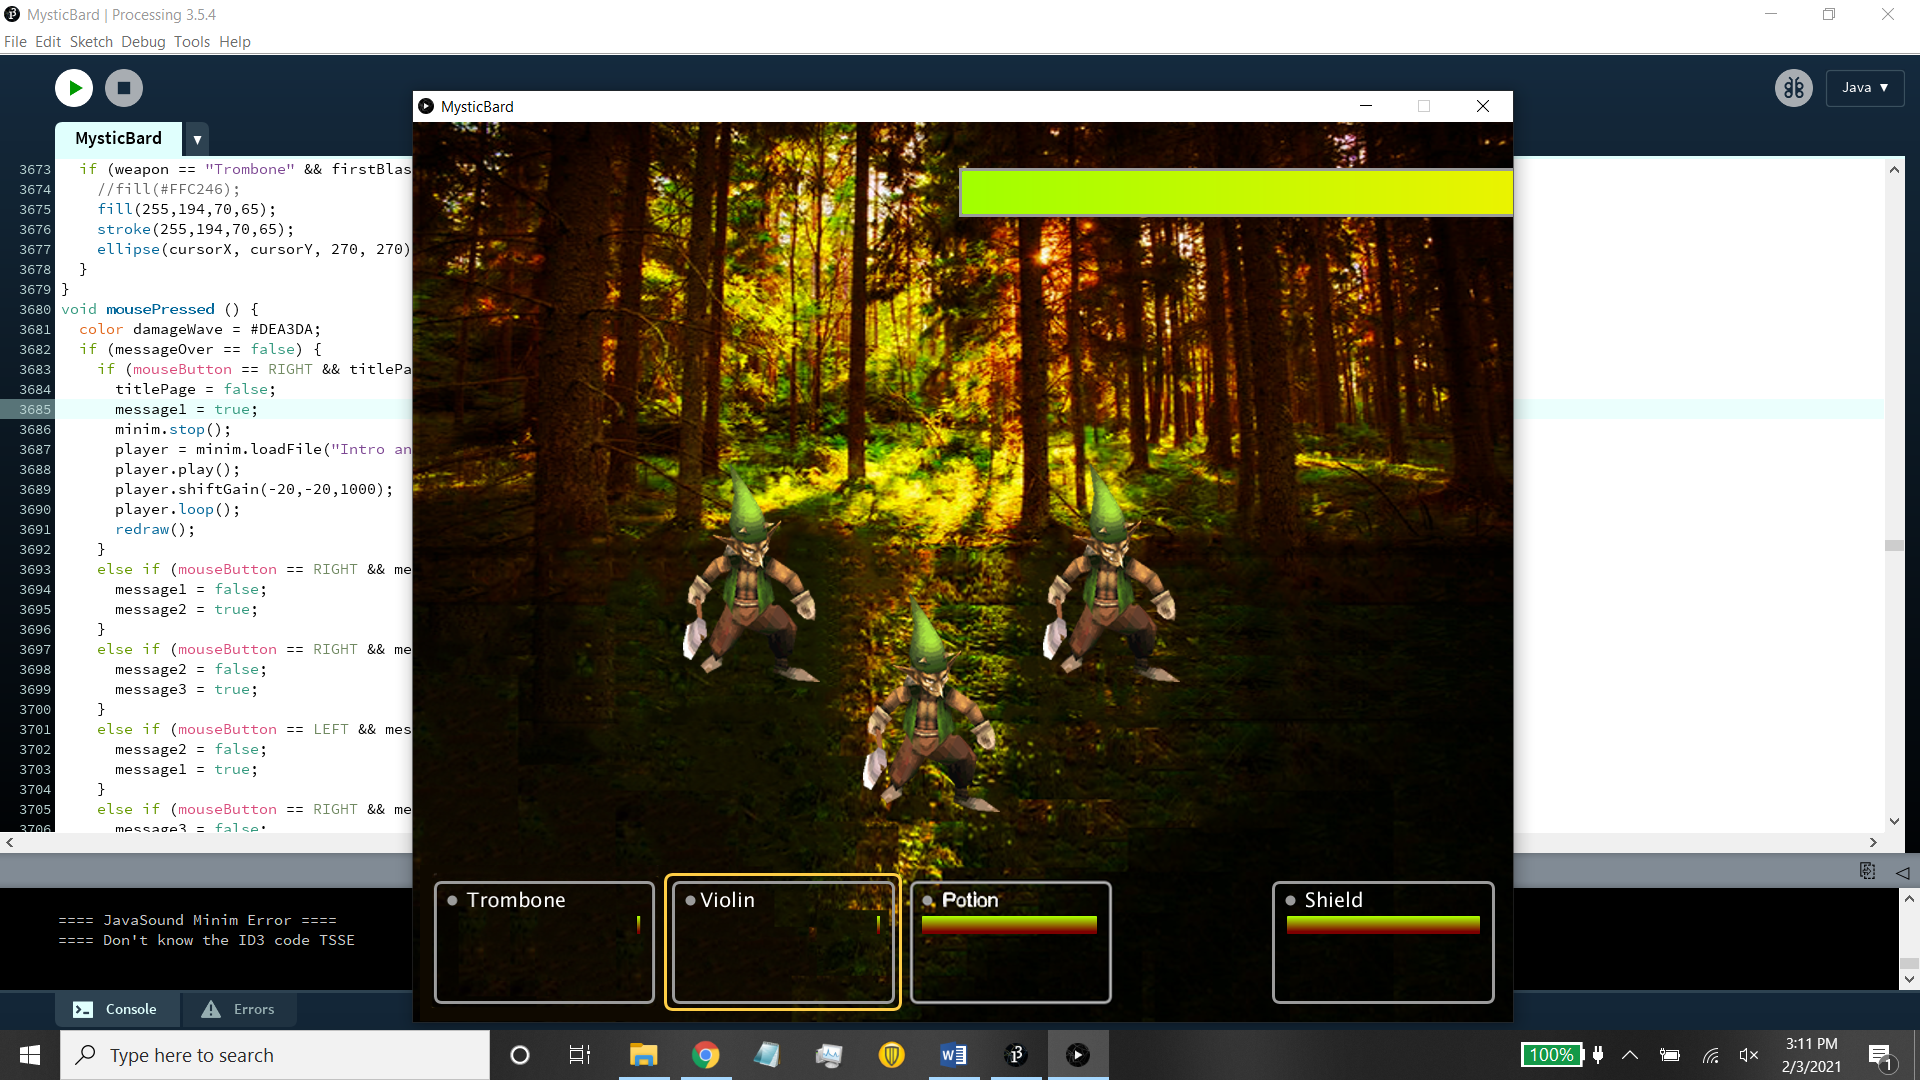 MysticBard | Processing 3.5.4
File Edit Sketch Debug Tools Help
Java ▼
MysticBard
MysticBard ▼
3673 if (weapon == "Trombone" && firstBlas
3674 //fill(#FFC246);
3675 fill(255,194,70,65);
3676 stroke(255,194,70,65);
3677 ellipse(cursorX, cursorY, 270, 270)
3678 }
3679 }
3680 void mousePressed () {
3681 color damageWave = #DEA3DA;
3682 if (messageOver == false) {
3683 if (mouseButton == RIGHT && titlePa
3684 titlePage = false;
3685 message1 = true;
3686 minim.stop();
3687 player = minim.loadFile("Intro an
3688 player.play();
3689 player.shiftGain(-20,-20,1000);
3690 player.loop();
3691 redraw();
3692 }
3693 else if (mouseButton == RIGHT && me
3694 message1 = false;
3695 message2 = true;
3696 }
3697 else if (mouseButton == RIGHT && me
3698 message2 = false;
3699 message3 = true;
3700 }
3701 else if (mouseButton == LEFT && mes
3702 message2 = false;
3703 message1 = true;
3704 }
3705 else if (mouseButton == RIGHT && me
3706 message3 = false;
Trombone
Violin
Potion
Shield
==== JavaSound Minim Error ====
==== Don't know the ID3 code TSSE
Console
Errors
Type here to search
100%
3:11 PM
2/3/2021
1